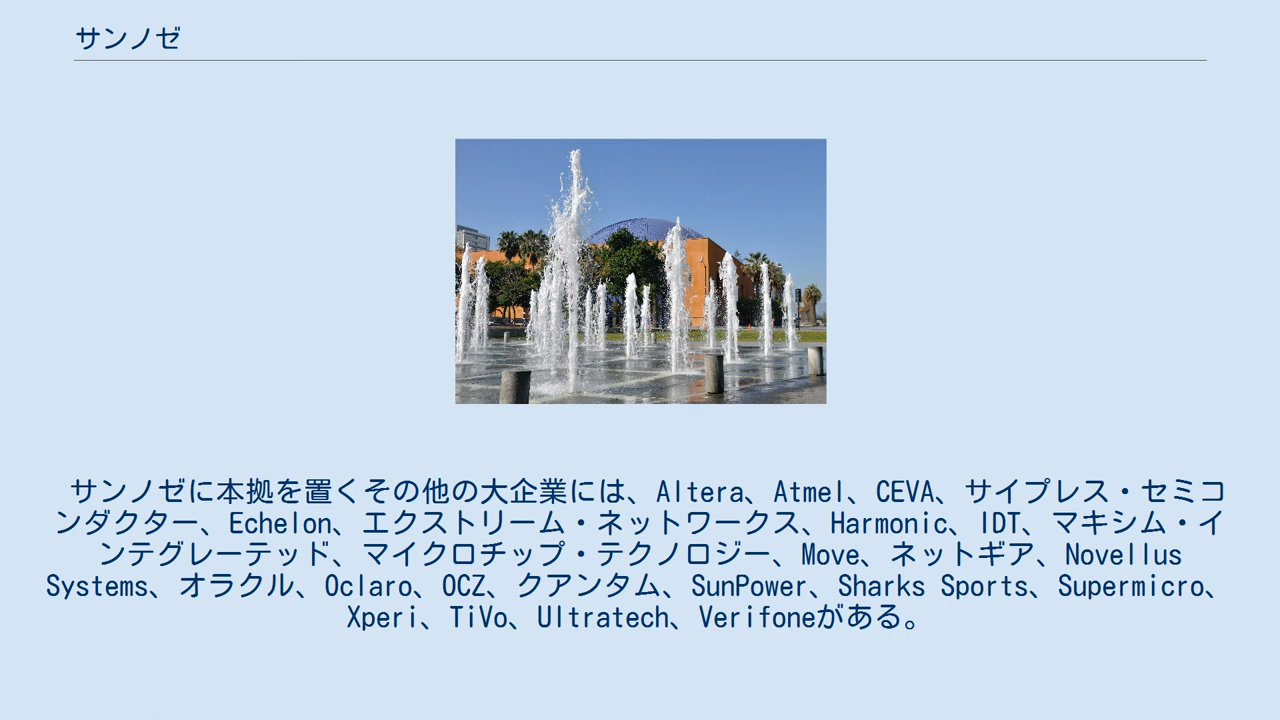 サンノゼ
サンノゼに本拠を置くその他の大企業には、Altera、Atmel、CEVA、サイプレス・セミコ
ンダクター、Echelon、エクストリーム・ネットワークス、Harmonic、IDT、マキシム・イ
ンテグレーテッド、マイクロチップ・テクノロジー、Move、ネットギア、Novellus
Systems、オラクル、Oclaro、OCZ、クアンタム、SunPower、Sharks Sports、Supermicro、
Xperi、TiVo、Ultratech、Verifoneがある。